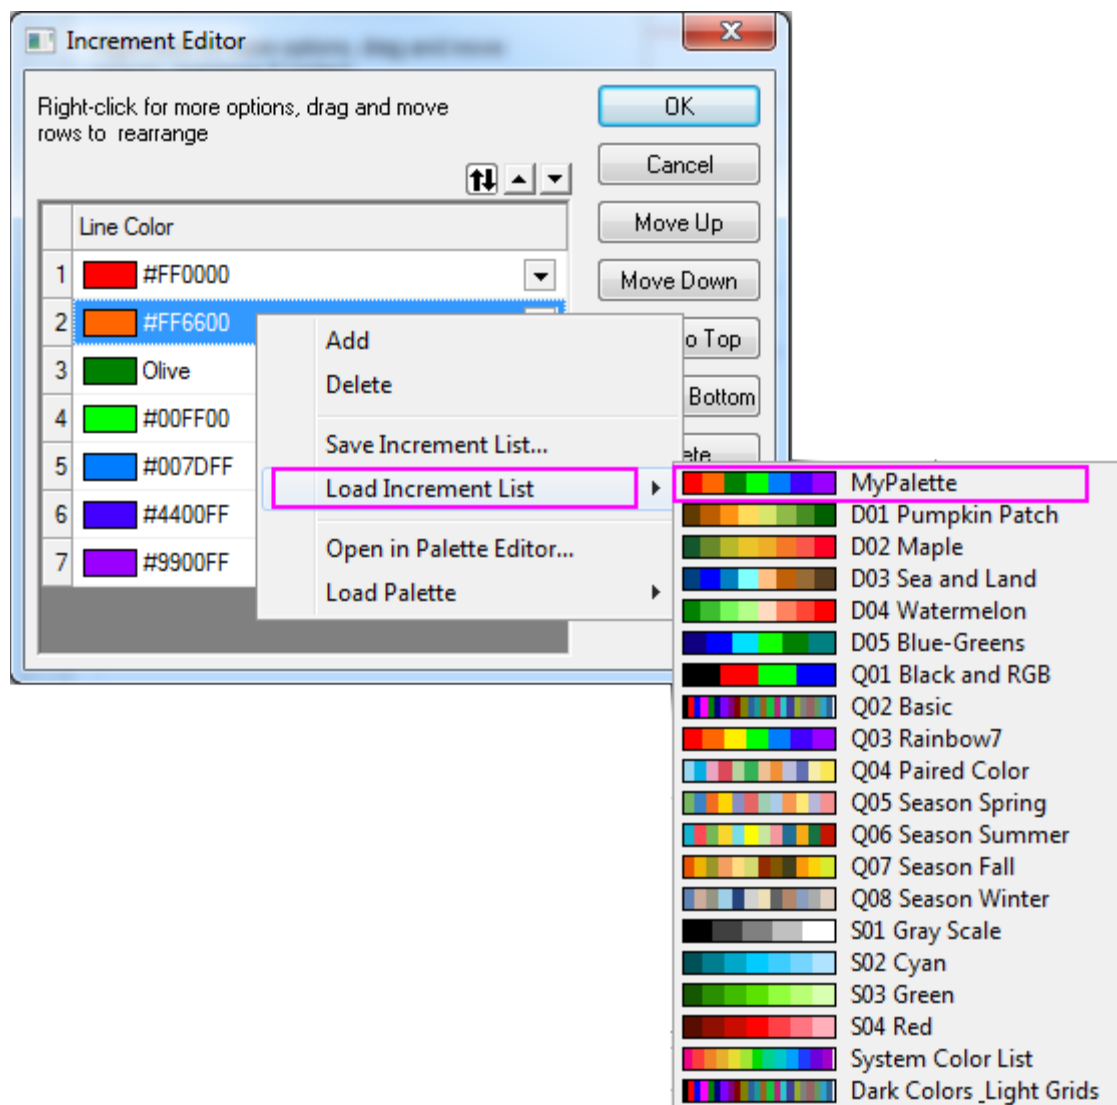 Increment Editor
Right-click for more options, drag and move
rows to rearrange
OK
Cancel
Move Up
Move Down
o Top
Bottom
ete
Line Color
1 #FF0000
2 #FF6600
3 Olive
4 #00FF00
5 #007DFF
6 #4400FF
7 #9900FF
Add
Delete
Save Increment List...
Load Increment List
Open in Palette Editor...
Load Palette
MyPalette
D01 Pumpkin Patch
D02 Maple
D03 Sea and Land
D04 Watermelon
D05 Blue-Greens
Q01 Black and RGB
Q02 Basic
Q03 Rainbow7
Q04 Paired Color
Q05 Season Spring
Q06 Season Summer
Q07 Season Fall
Q08 Season Winter
S01 Gray Scale
S02 Cyan
S03 Green
S04 Red
System Color List
Dark Colors_Light Grids